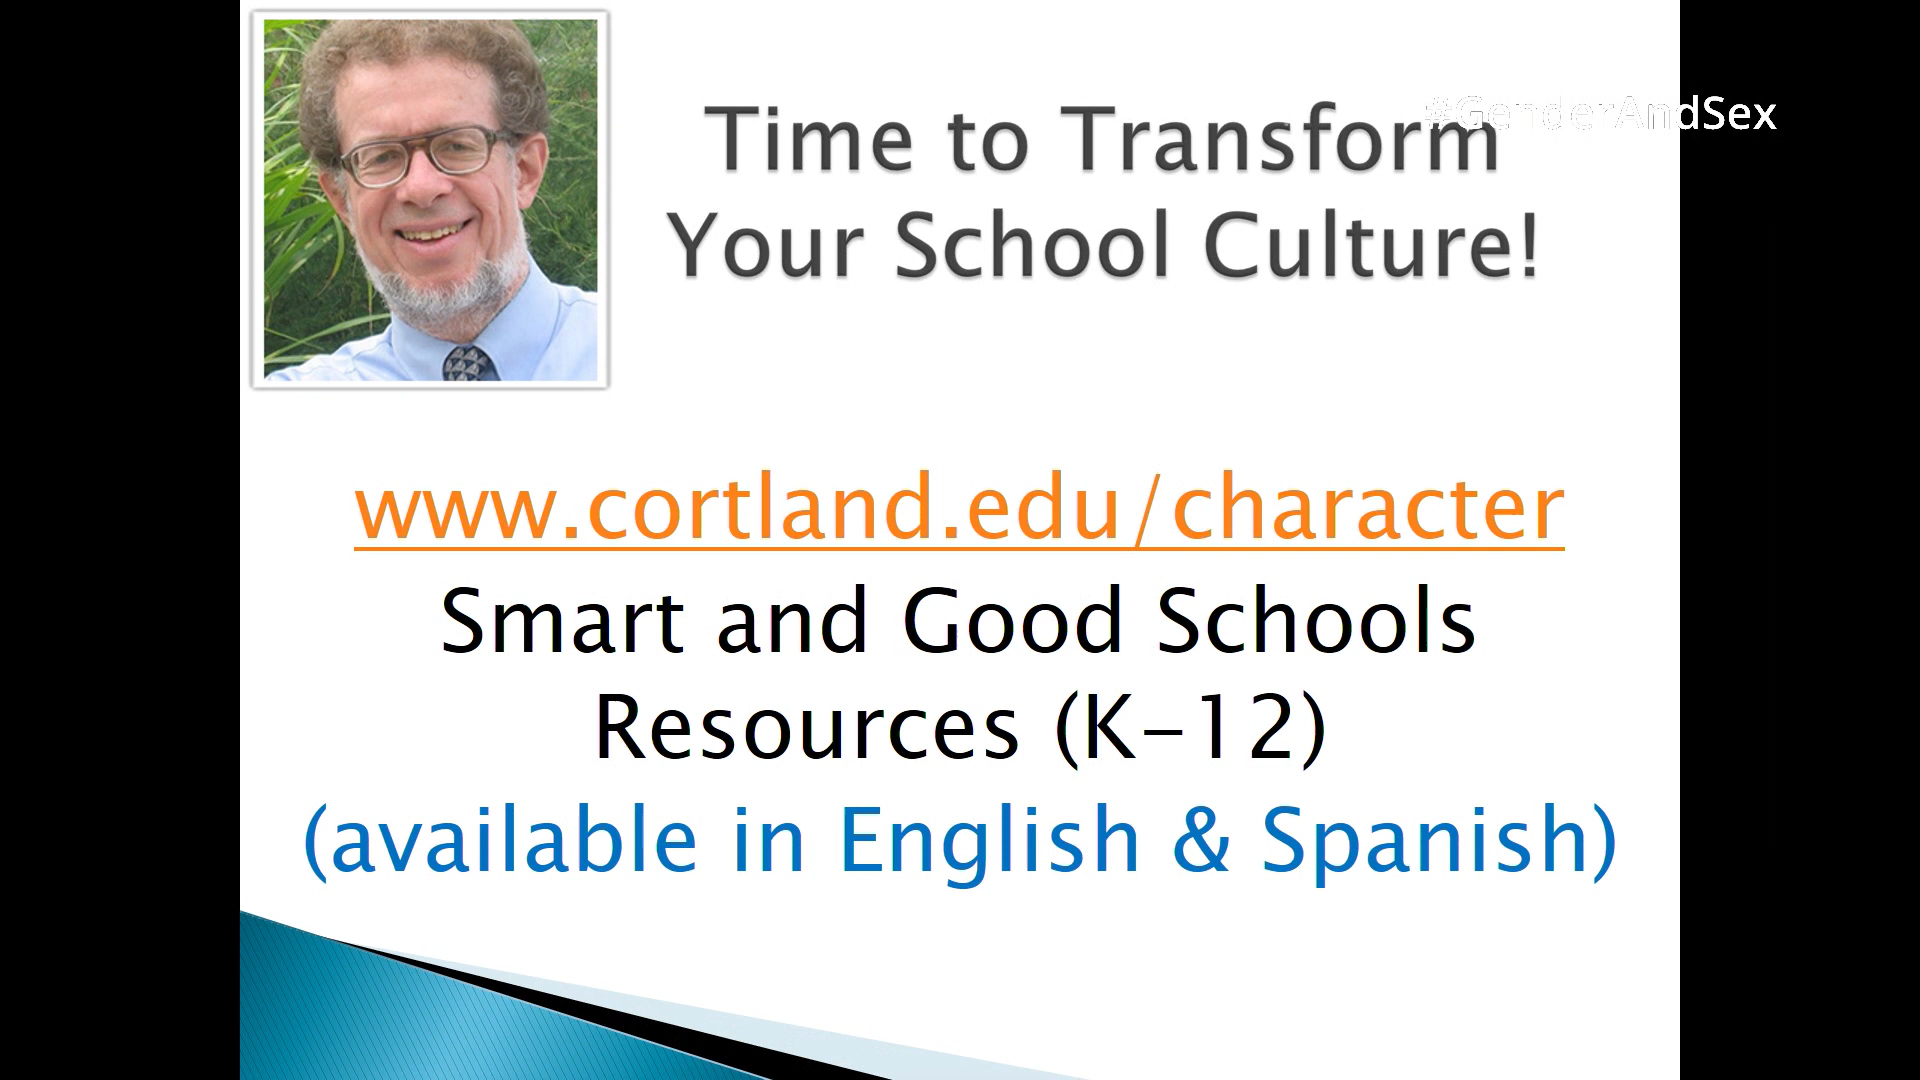 Time to Transform
Your School Culture!
#GenderAndSex
www.cortland.edu/character
Smart and Good Schools
Resources (K-12)
(available in English & Spanish)